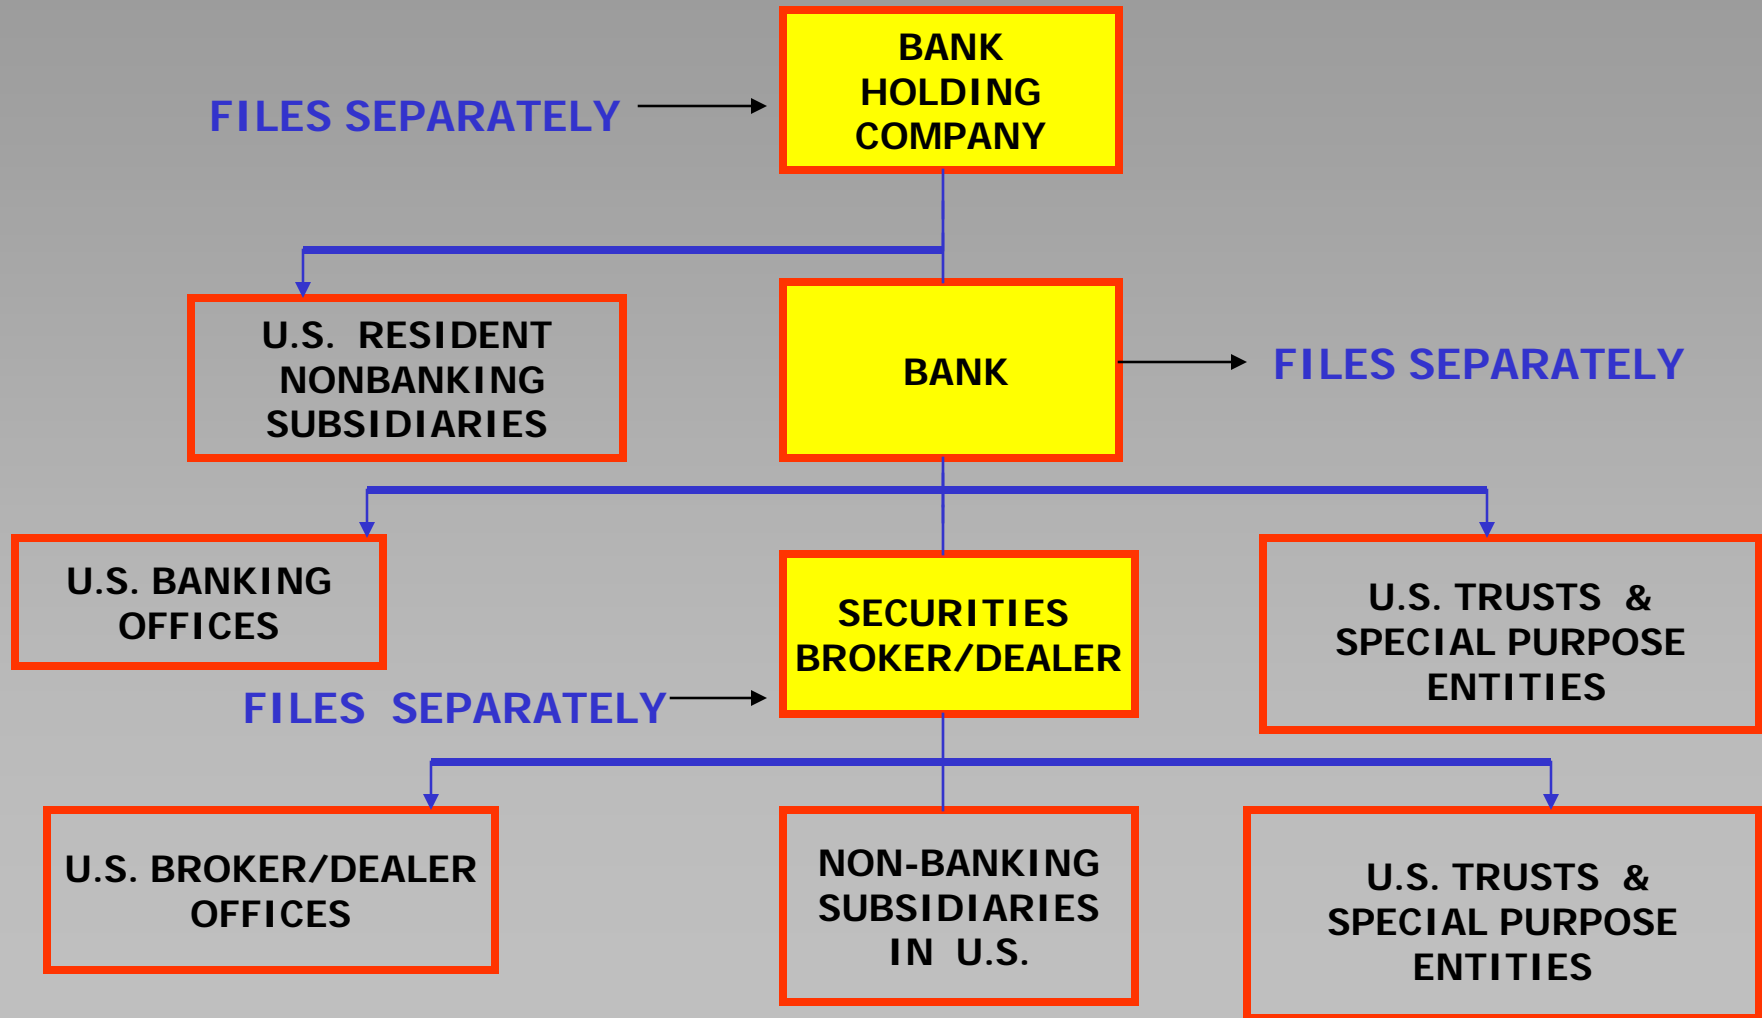 BANK
HOLDING
COMPANY
FILES SEPARATELY
U.S. RESIDENT
NONBANKING
SUBSIDIARIES
BANK
FILES SEPARATELY
U.S. BANKING
OFFICES
SECURITIES
BROKER/DEALER
U.S. TRUSTS &
SPECIAL PURPOSE
ENTITIES
FILES SEPARATELY
U.S. BROKER/DEALER
OFFICES
NON-BANKING
SUBSIDIARIES
IN U.S.
U.S. TRUSTS &
SPECIAL PURPOSE
ENTITIES